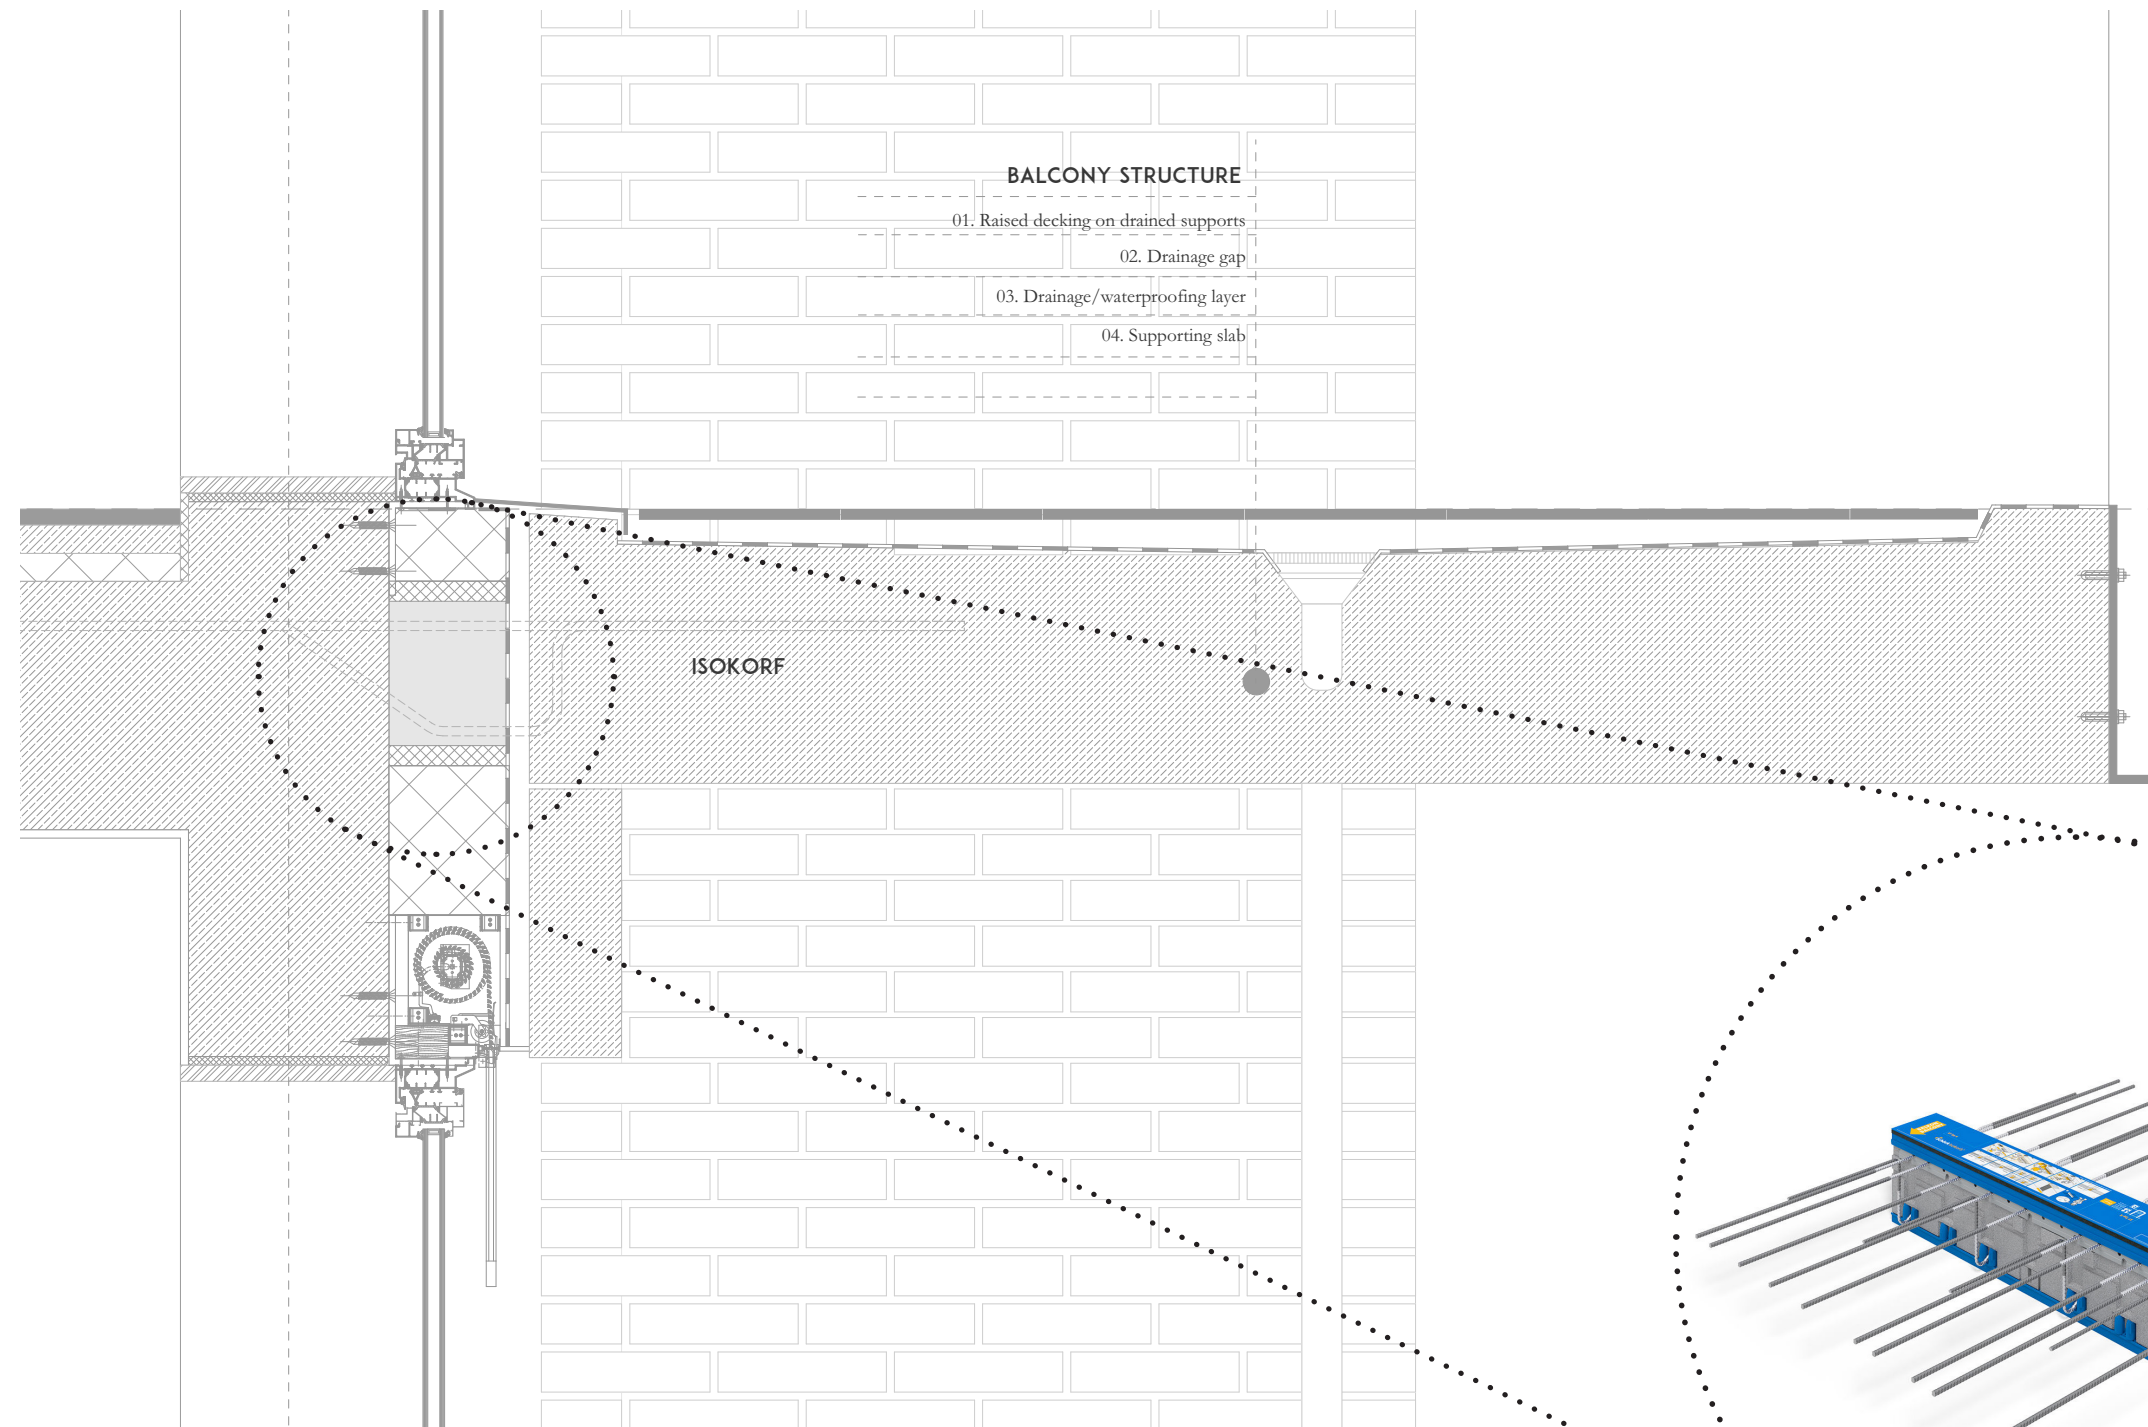 BALCONY STRUCTURE
01. Raised decking on drained supports
02. Drainage gap
03. Drainage/waterproofing layer
04. Supporting slab
ISOKORF